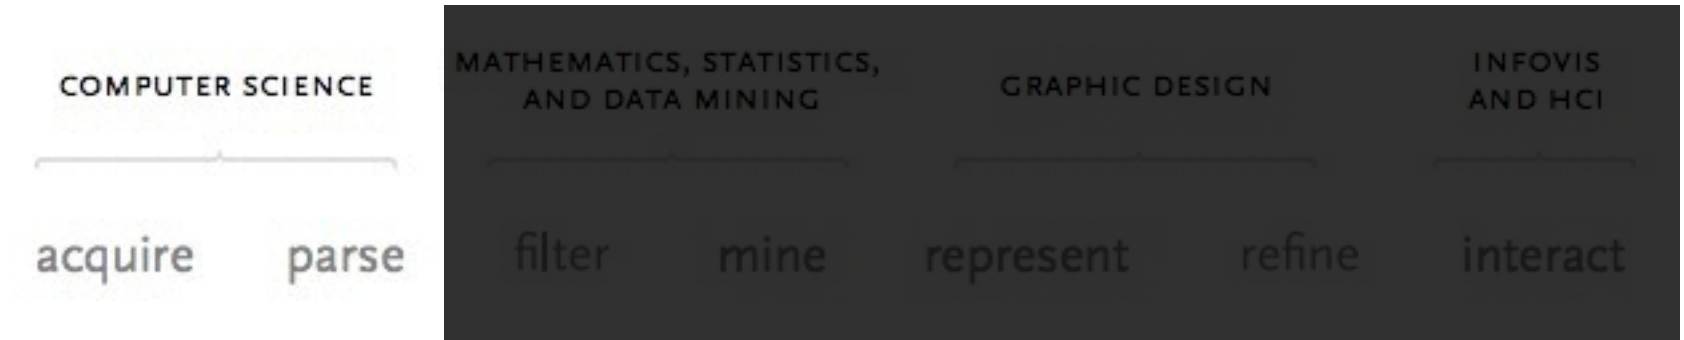 COMPUTER SCIENCE
MATHEMATICS, STATISTICS,
AND DATA MINING
GRAPHIC DESIGN
INFOVIS
AND HCI
acquire parse filter mine represent refine interact